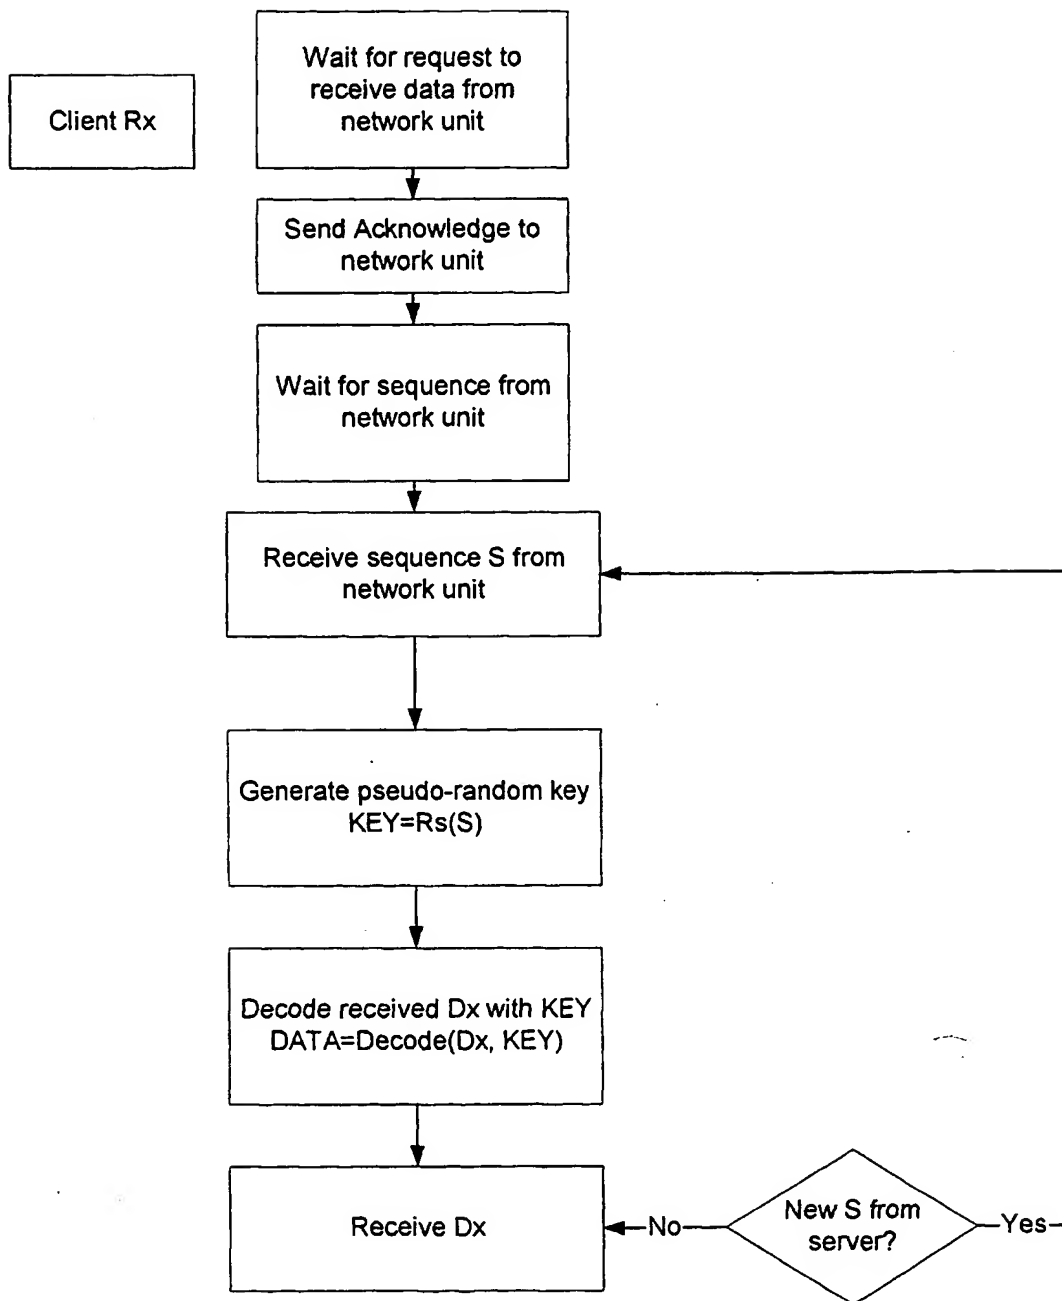 Client Rx
Wait for request to
receive data from
network unit
Send Acknowledge to
network unit
Wait for sequence from
network unit
Receive sequence S from
network unit
Generate pseudo-random key
KEY=Rs(S)
Decode received Dx with KEY
DATA=Decode(Dx, KEY)
Receive Dx
No
New S from
server?
Yes